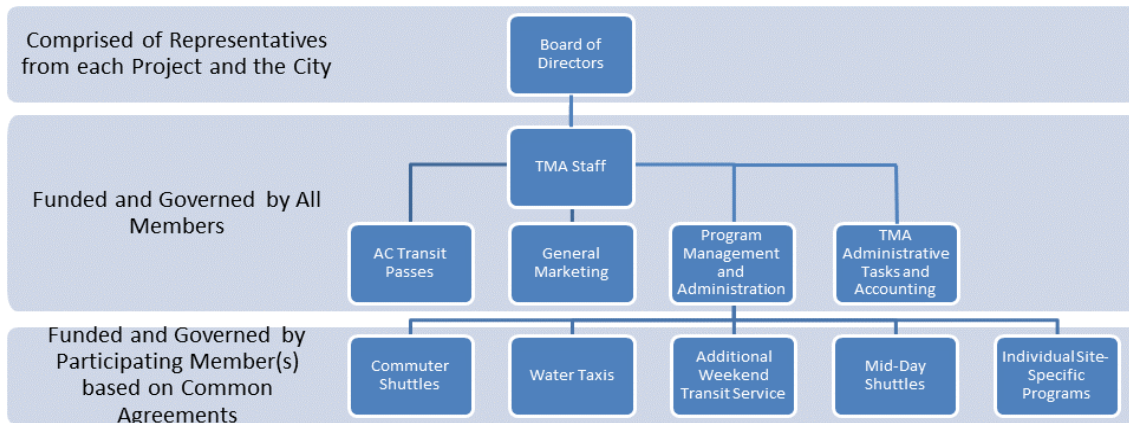 Comprised of Representatives
from each Project and the City
Board of
Directors
TMA Staff
Funded and Governed by All
Members
AC Transit
Passes
General
Marketing
Program
Management
and
Administration
TMA
Administrative
Tasks and
Accounting
Funded and Governed by
Participating Member(s)
based on Common
Agreements
Commuter
Shuttles
Water Taxis
Additional
Weekend
Transit Service
Mid-Day
Shuttles
Individual Site-
Specific
Programs